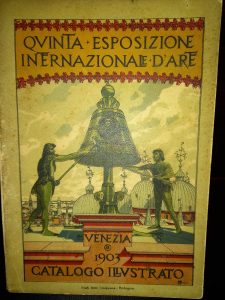 QVINTA · ESPOSIZIONE
INTERNAZIONALE · D'ARTE
VENEZIA
1903
CATALOGO ILLVSTRATO